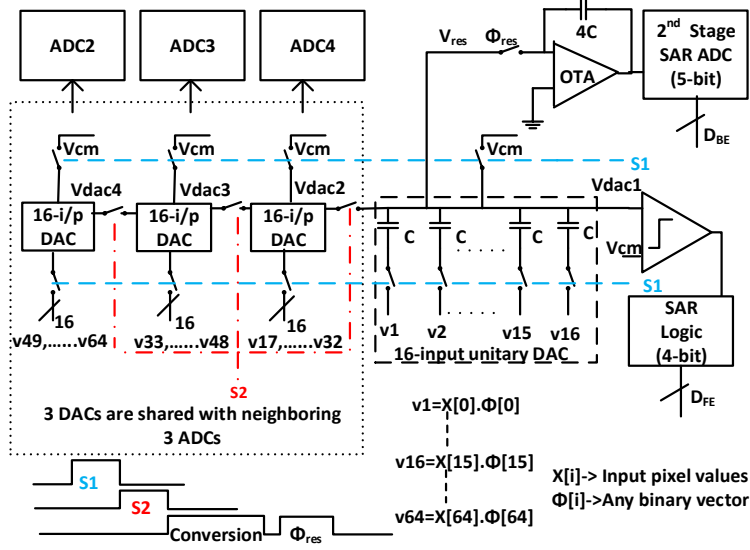 ADC2
ADC3
ADC4
Vres
Φres
4C
OTA
2nd Stage
SAR ADC
(5-bit)
DBE
Vcm
Vcm
Vcm
Vcm
S1
Vdac4
Vdac3
Vdac2
Vdac1
16-i/p
DAC
16-i/p
DAC
16-i/p
DAC
C
C
. . . . .
C
C
Vcm
S1
16
16
16
v49,......v64
v33,......v48
v17,......v32
v1
v2
......
v15
v16
16-input unitary DAC
SAR
Logic
(4-bit)
DFE
S2
3 DACs are shared with neighboring
3 ADCs
v1=X[0].Φ[0]
v16=X[15].Φ[15]
v64=X[64].Φ[64]
X[i]-> Input pixel values
Φ[i]->Any binary vector
S1
S2
Conversion
Φres